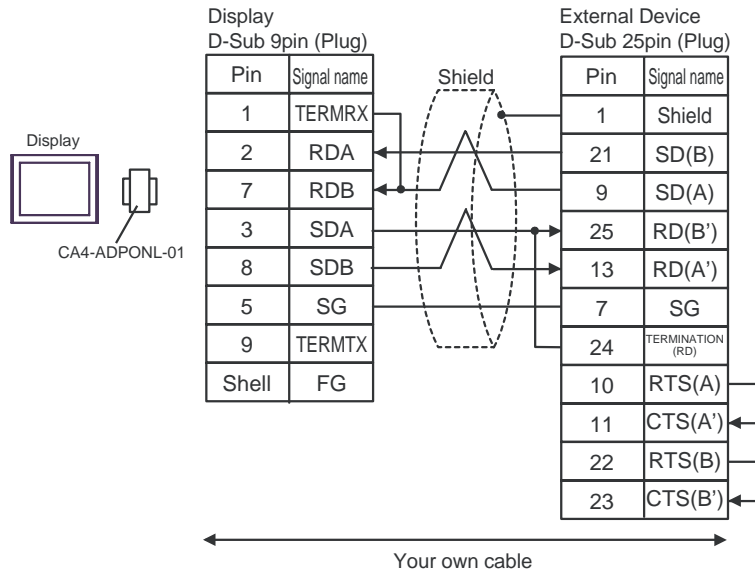 Display
D-Sub 9pin (Plug)
External Device
D-Sub 25pin (Plug)
Pin Signal name
1 TERMRX
2 RDA
7 RDB
3 SDA
8 SDB
5 SG
9 TERMTX
Shell FG
Shield
Pin Signal name
1 Shield
21 SD(B)
9 SD(A)
25 RD(B’)
13 RD(A’)
7 SG
24 TERMINATION
(RD)
10 RTS(A)
11 CTS(A’)
22 RTS(B)
23 CTS(B’)
Display
CA4-ADPONL-01
Your own cable